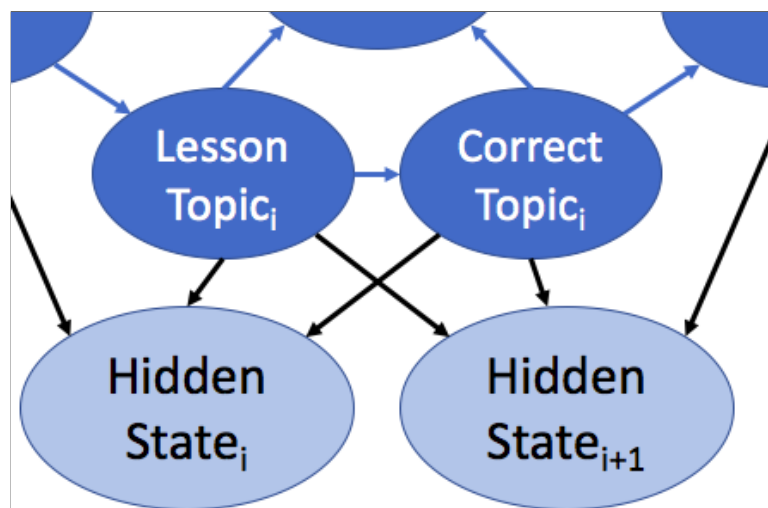 Lesson
Topicᵢ
Correct
Topicᵢ
Hidden
Stateᵢ
Hidden
Stateᵢ₊₁